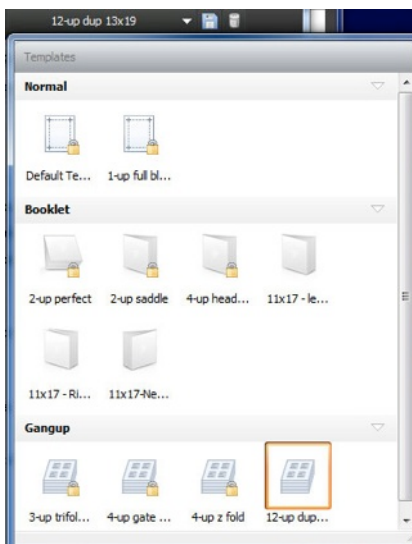 12-up dup 13x19
Templates
Normal
Default Te... 1-up full bl...
Booklet
2-up perfect 2-up saddle 4-up head... 11x17 - le...
11x17 - Ri... 11x17-Ne...
Gangup
3-up trifol... 4-up gate ... 4-up z fold 12-up dup...